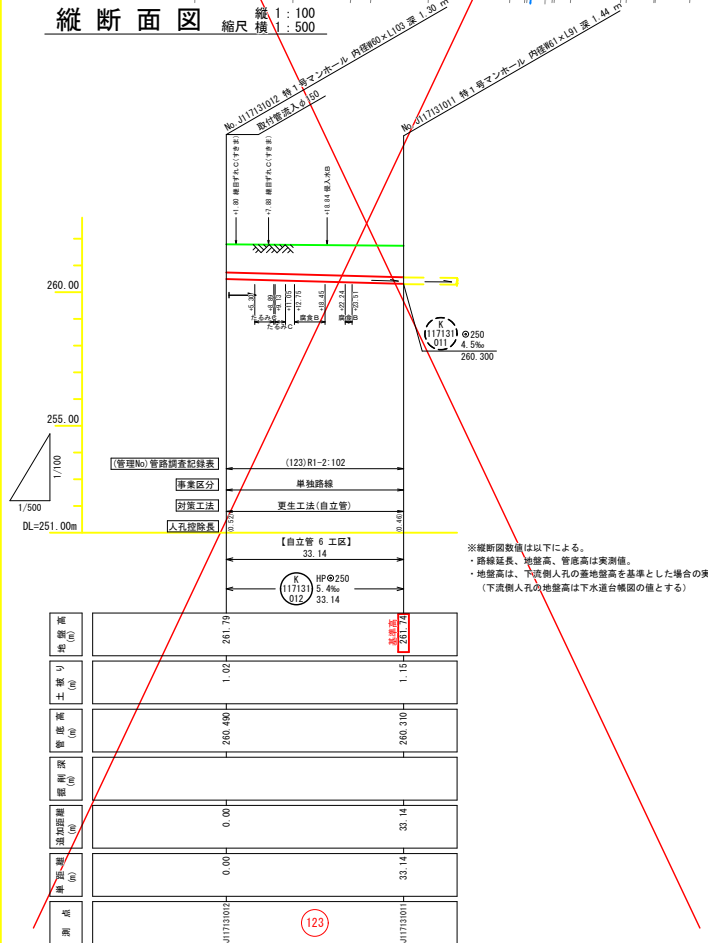 縦断面図
縮尺 縦 1:100
横 1:500
No.J117131012 特1号マンホール 内径W60×L103 深 1.30 m
取付管流入φ150
No.J117131011 特1号マンホール 内径W61×L91 深 1.44 m
+1.80 継目ずれC(すきま)
+7.88 継目ずれC(すきま)
+18.84 侵入水B
260.00
+5.30
+8.89
+9.13
+11.05
+12.75
+18.45
+22.24
+23.51
たるみC
たるみC
腐食B
腐食B
K
117131
011
⊙250
4.5‰
260.300
255.00
1/100
1/500
DL=251.00m
(管理No)管路調査記録表
(123)R1-2:102
事業区分
単独路線
対策工法
更生工法(自立管)
人孔控除長
(0.52)
(0.46)
【自立管 6 工区】
33.14
K
117131
012
HP⊙250
5.4‰
33.14
※縦断図数値は以下による。
・路線延長、地盤高、管底高は実測値。
・地盤高は、下流側人孔の蓋地盤高を基準とした場合の実
(下流側人孔の地盤高は下水道台帳図の値とする)
地盤高(m)
261.79
基準高
261.74
土被り(m)
1.02
1.15
管底高(m)
260.490
260.310
掘削深(m)
追加距離(m)
0.00
33.14
単距離(m)
0.00
33.14
測点
J117131012
123
J117131011